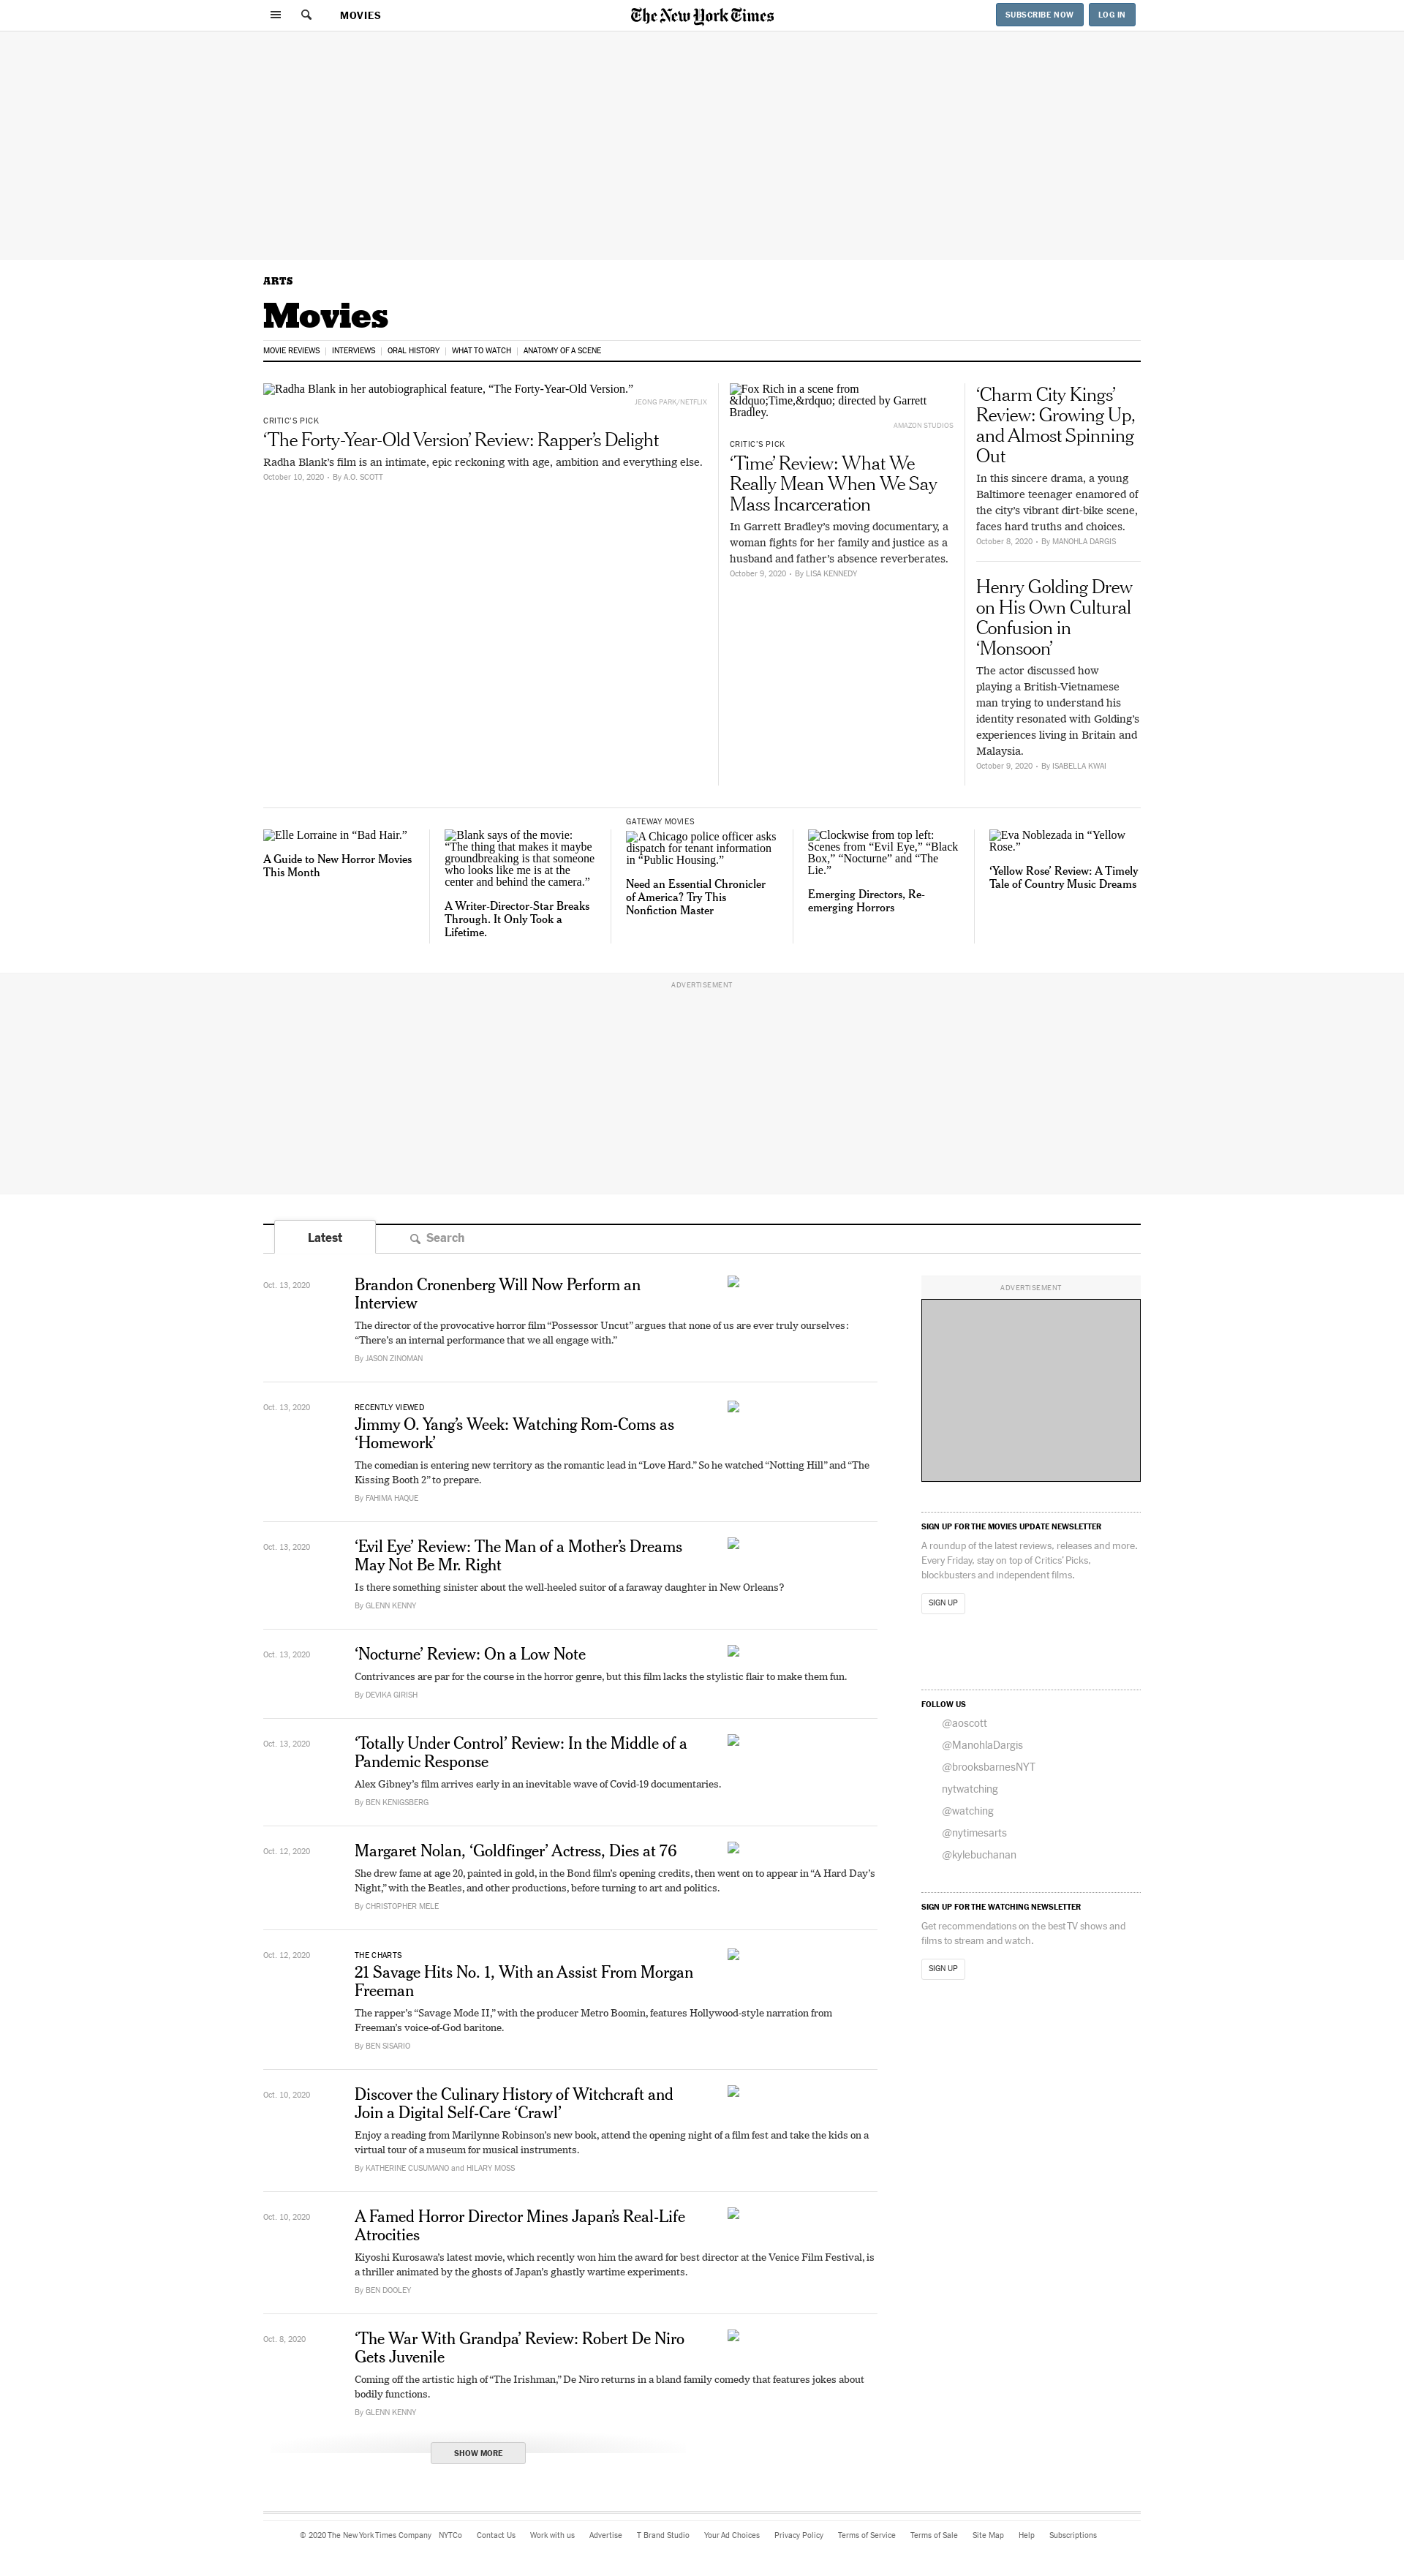 MOVIES
The New York Times
SUBSCRIBE NOW
LOG IN
ARTS
Movies
MOVIE REVIEWS
INTERVIEWS
ORAL HISTORY
WHAT TO WATCH
ANATOMY OF A SCENE
Radha Blank in her autobiographical feature, “The Forty-Year-Old Version.”
JEONG PARK/NETFLIX
CRITIC’S PICK
‘The Forty-Year-Old Version’ Review: Rapper’s Delight
Radha Blank’s film is an intimate, epic reckoning with age, ambition and everything else.
October 10, 2020 • By A.O. SCOTT
Fox Rich in a scene from
&ldquo;Time,&rdquo; directed by Garrett
Bradley.
AMAZON STUDIOS
CRITIC’S PICK
‘Time’ Review: What We
Really Mean When We Say
Mass Incarceration
In Garrett Bradley’s moving documentary, a
woman fights for her family and justice as a
husband and father’s absence reverberates.
October 9, 2020 • By LISA KENNEDY
‘Charm City Kings’
Review: Growing Up,
and Almost Spinning
Out
In this sincere drama, a young
Baltimore teenager enamored of
the city’s vibrant dirt-bike scene,
faces hard truths and choices.
October 8, 2020 • By MANOHLA DARGIS
Henry Golding Drew
on His Own Cultural
Confusion in
‘Monsoon’
The actor discussed how
playing a British-Vietnamese
man trying to understand his
identity resonated with Golding’s
experiences living in Britain and
Malaysia.
October 9, 2020 • By ISABELLA KWAI
Elle Lorraine in “Bad Hair.”
A Guide to New Horror Movies
This Month
Blank says of the movie:
“The thing that makes it maybe
groundbreaking is that someone
who looks like me is at the
center and behind the camera.”
A Writer-Director-Star Breaks
Through. It Only Took a
Lifetime.
GATEWAY MOVIES
A Chicago police officer asks
dispatch for tenant information
in “Public Housing.”
Need an Essential Chronicler
of America? Try This
Nonfiction Master
Clockwise from top left:
Scenes from “Evil Eye,” “Black
Box,” “Nocturne” and “The
Lie.”
Emerging Directors, Re-
emerging Horrors
Eva Noblezada in “Yellow
Rose.”
‘Yellow Rose’ Review: A Timely
Tale of Country Music Dreams
ADVERTISEMENT
Latest
Search
Oct. 13, 2020
Brandon Cronenberg Will Now Perform an
Interview
The director of the provocative horror film “Possessor Uncut” argues that none of us are ever truly ourselves:
“There’s an internal performance that we all engage with.”
By JASON ZINOMAN
Oct. 13, 2020
RECENTLY VIEWED
Jimmy O. Yang’s Week: Watching Rom-Coms as
‘Homework’
The comedian is entering new territory as the romantic lead in “Love Hard.” So he watched “Notting Hill” and “The
Kissing Booth 2” to prepare.
By FAHIMA HAQUE
Oct. 13, 2020
‘Evil Eye’ Review: The Man of a Mother’s Dreams
May Not Be Mr. Right
Is there something sinister about the well-heeled suitor of a faraway daughter in New Orleans?
By GLENN KENNY
Oct. 13, 2020
‘Nocturne’ Review: On a Low Note
Contrivances are par for the course in the horror genre, but this film lacks the stylistic flair to make them fun.
By DEVIKA GIRISH
Oct. 13, 2020
‘Totally Under Control’ Review: In the Middle of a
Pandemic Response
Alex Gibney’s film arrives early in an inevitable wave of Covid-19 documentaries.
By BEN KENIGSBERG
Oct. 12, 2020
Margaret Nolan, ‘Goldfinger’ Actress, Dies at 76
She drew fame at age 20, painted in gold, in the Bond film’s opening credits, then went on to appear in “A Hard Day’s
Night,” with the Beatles, and other productions, before turning to art and politics.
By CHRISTOPHER MELE
Oct. 12, 2020
THE CHARTS
21 Savage Hits No. 1, With an Assist From Morgan
Freeman
The rapper’s “Savage Mode II,” with the producer Metro Boomin, features Hollywood-style narration from
Freeman’s voice-of-God baritone.
By BEN SISARIO
Oct. 10, 2020
Discover the Culinary History of Witchcraft and
Join a Digital Self-Care ‘Crawl’
Enjoy a reading from Marilynne Robinson’s new book, attend the opening night of a film fest and take the kids on a
virtual tour of a museum for musical instruments.
By KATHERINE CUSUMANO and HILARY MOSS
Oct. 10, 2020
A Famed Horror Director Mines Japan’s Real-Life
Atrocities
Kiyoshi Kurosawa’s latest movie, which recently won him the award for best director at the Venice Film Festival, is
a thriller animated by the ghosts of Japan’s ghastly wartime experiments.
By BEN DOOLEY
Oct. 8, 2020
‘The War With Grandpa’ Review: Robert De Niro
Gets Juvenile
Coming off the artistic high of “The Irishman,” De Niro returns in a bland family comedy that features jokes about
bodily functions.
By GLENN KENNY
SHOW MORE
ADVERTISEMENT
SIGN UP FOR THE MOVIES UPDATE NEWSLETTER
A roundup of the latest reviews, releases and more.
Every Friday, stay on top of Critics’ Picks,
blockbusters and independent films.
SIGN UP
FOLLOW US
@aoscott
@ManohlaDargis
@brooksbarnesNYT
nytwatching
@watching
@nytimesarts
@kylebuchanan
SIGN UP FOR THE WATCHING NEWSLETTER
Get recommendations on the best TV shows and
films to stream and watch.
SIGN UP
© 2020 The New York Times Company NYTCo Contact Us Work with us Advertise T Brand Studio Your Ad Choices Privacy Policy Terms of Service Terms of Sale Site Map Help Subscriptions